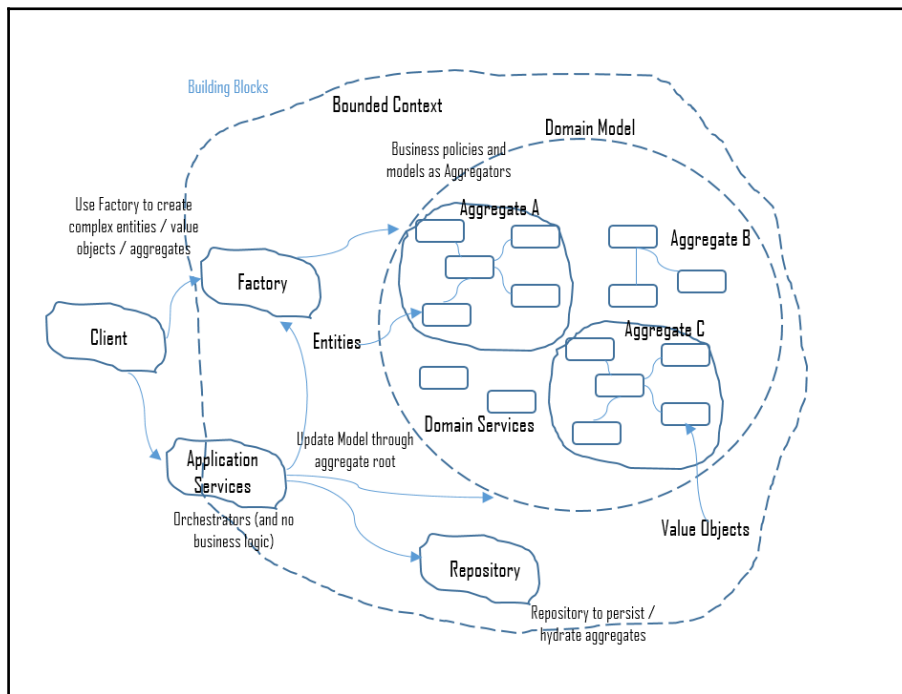 Building Blocks
Bounded Context
Domain Model
Business policies and
models as Aggregators
Use Factory to create
complex entities / value
objects / aggregates
Aggregate A
Aggregate B
Factory
Client
Entities
Aggregate C
Domain Services
Update Model through
aggregate root
Application
Services
Orchestrators (and no
business logic)
Value Objects
Repository
Repository to persist /
hydrate aggregates